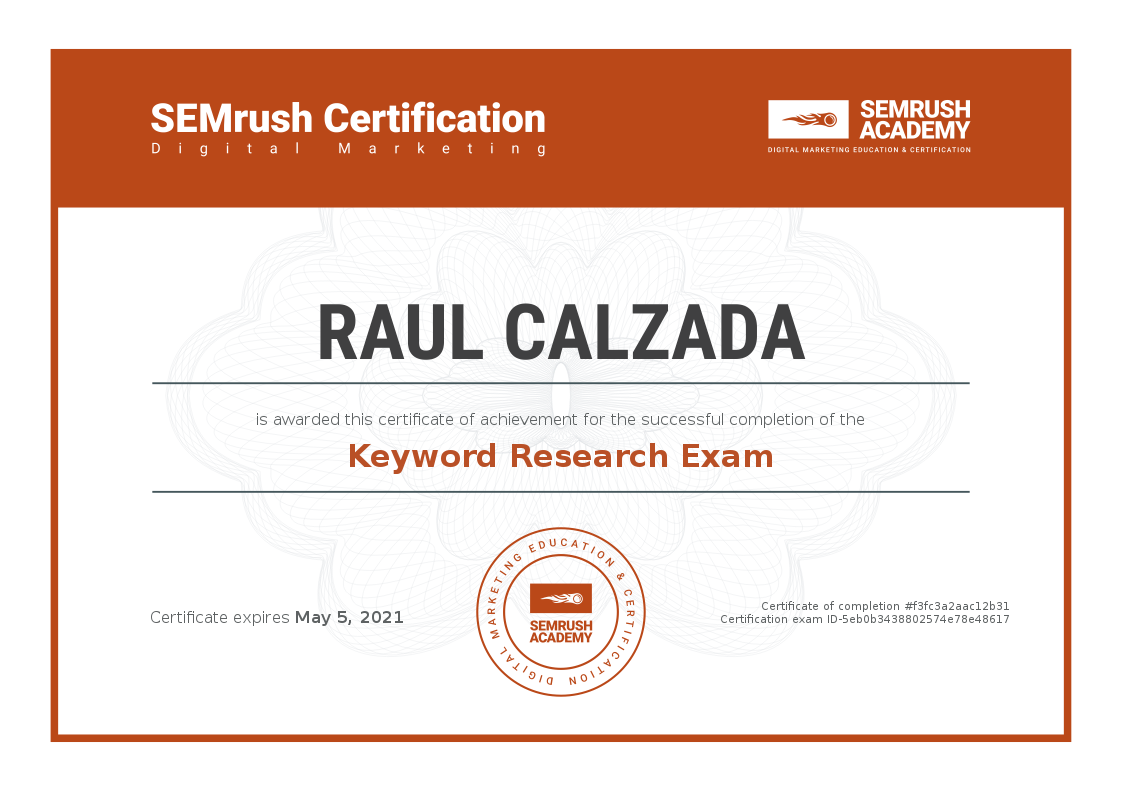 SEMrush Certification
Digital Marketing
SEMRUSH
ACADEMY
DIGITAL MARKETING EDUCATION & CERTIFICATION
RAUL CALZADA
is awarded this certificate of achievement for the successful completion of the
Keyword Research Exam
Certificate expires May 5, 2021
DIGITAL MARKETING EDUCATION & CERTIFICATION
SEMRUSH
ACADEMY
Certificate of completion #f3fc3a2aac12b31
Certification exam ID-5eb0b3438802574e78e48617